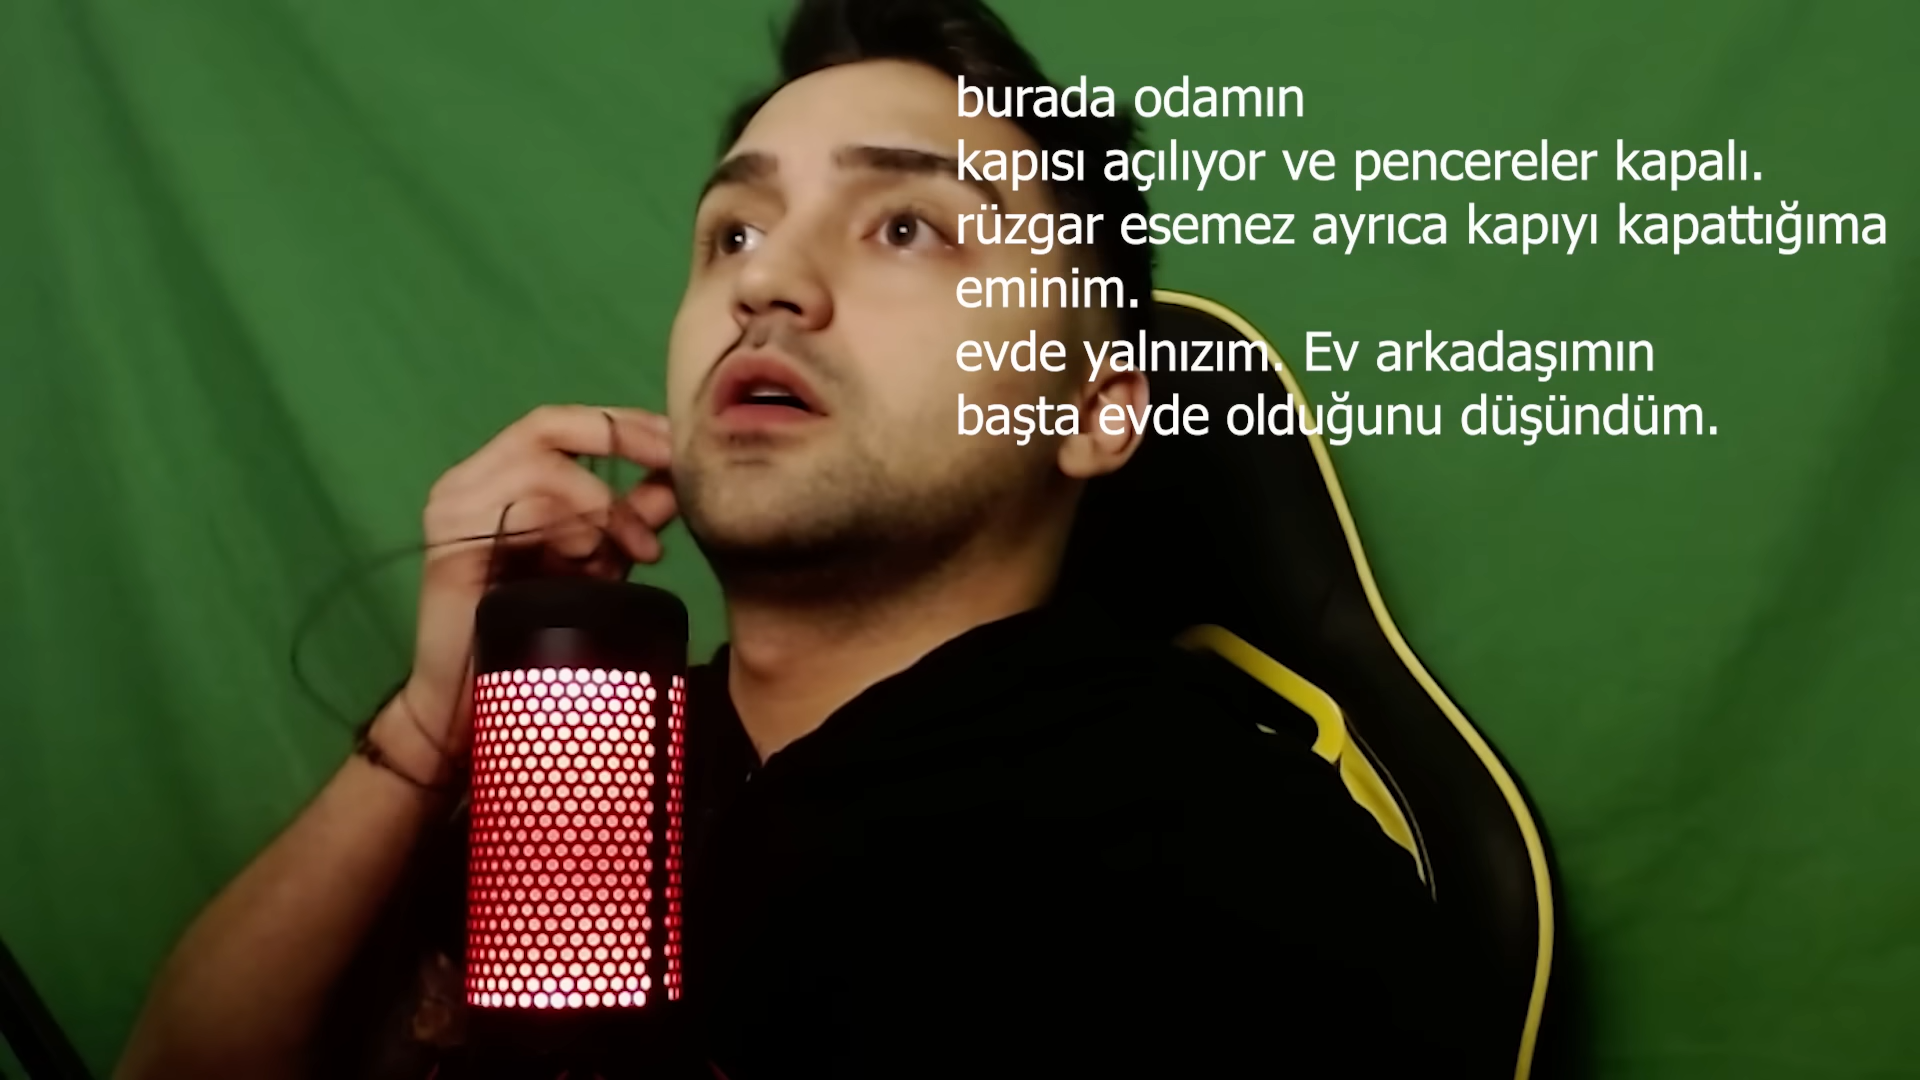 burada odamın
kapısı açılıyor ve pencereler kapalı.
rüzgar esemez ayrıca kapıyı kapattığıma
eminim.
evde yalnızım. Ev arkadaşımın
başta evde olduğunu düşündüm.